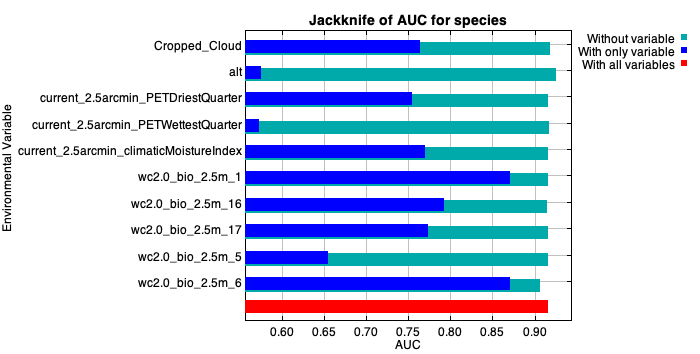 Jackknife of AUC for species
Without variable
With only variable
With all variables
Environmental Variable
Cropped_Cloud
alt
current_2.5arcmin_PETDriestQuarter
current_2.5arcmin_PETWettestQuarter
current_2.5arcmin_climaticMoistureIndex
wc2.0_bio_2.5m_1
wc2.0_bio_2.5m_16
wc2.0_bio_2.5m_17
wc2.0_bio_2.5m_5
wc2.0_bio_2.5m_6
0.60 0.65 0.70 0.75 0.80 0.85 0.90
AUC